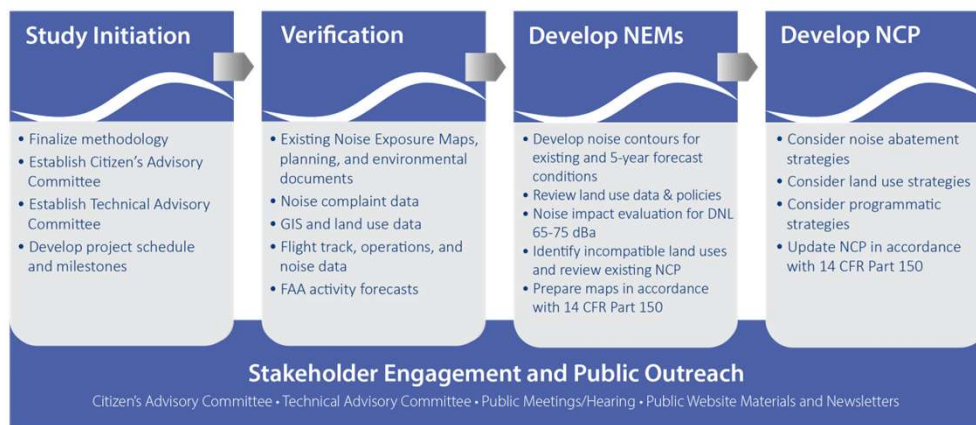 Study Initiation
• Finalize methodology
• Establish Citizen's Advisory
Committee
• Establish Technical Advisory
Committee
• Develop project schedule
and milestones
Verification
• Existing Noise Exposure Maps,
planning, and environmental
documents
• Noise complaint data
• GIS and land use data
• Flight track, operations, and
noise data
• FAA activity forecasts
Develop NEMs
• Develop noise contours for
existing and 5-year forecast
conditions
• Review land use data & policies
• Noise impact evaluation for DNL
65-75 dBa
• Identify incompatible land uses
and review existing NCP
• Prepare maps in accordance
with 14 CFR Part 150
Develop NCP
• Consider noise abatement
strategies
• Consider land use strategies
• Consider programmatic
strategies
• Update NCP in accordance
with 14 CFR Part 150
Stakeholder Engagement and Public Outreach
Citizen's Advisory Committee • Technical Advisory Committee • Public Meetings/Hearing • Public Website Materials and Newsletters